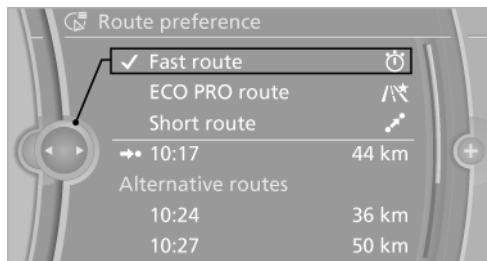 Route preference
Fast route
ECO PRO route
Short route
10:17 44 km
Alternative routes
10:24 36 km
10:27 50 km